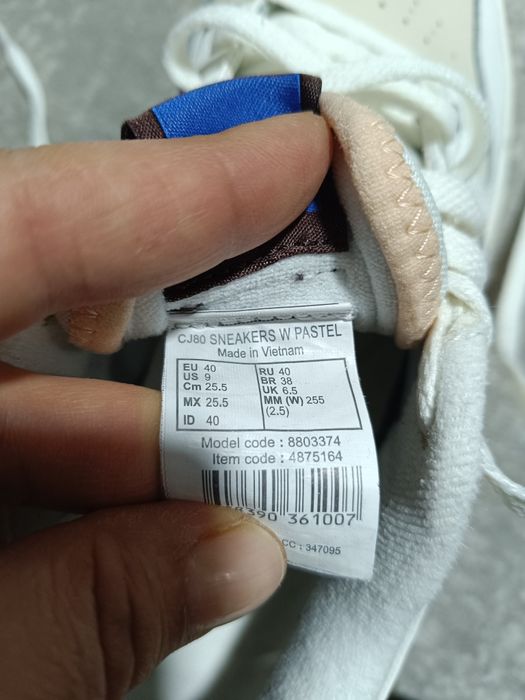 CJ80 SNEAKERS W PASTEL
Made in Vietnam
EU 40
US 9
Cm 25.5
MX 25.5
ID 40
RU 40
BR 38
UK 6.5
MM (W) 255
(2.5)
Model code : 8803374
Item code : 4875164
361007
CC : 347095